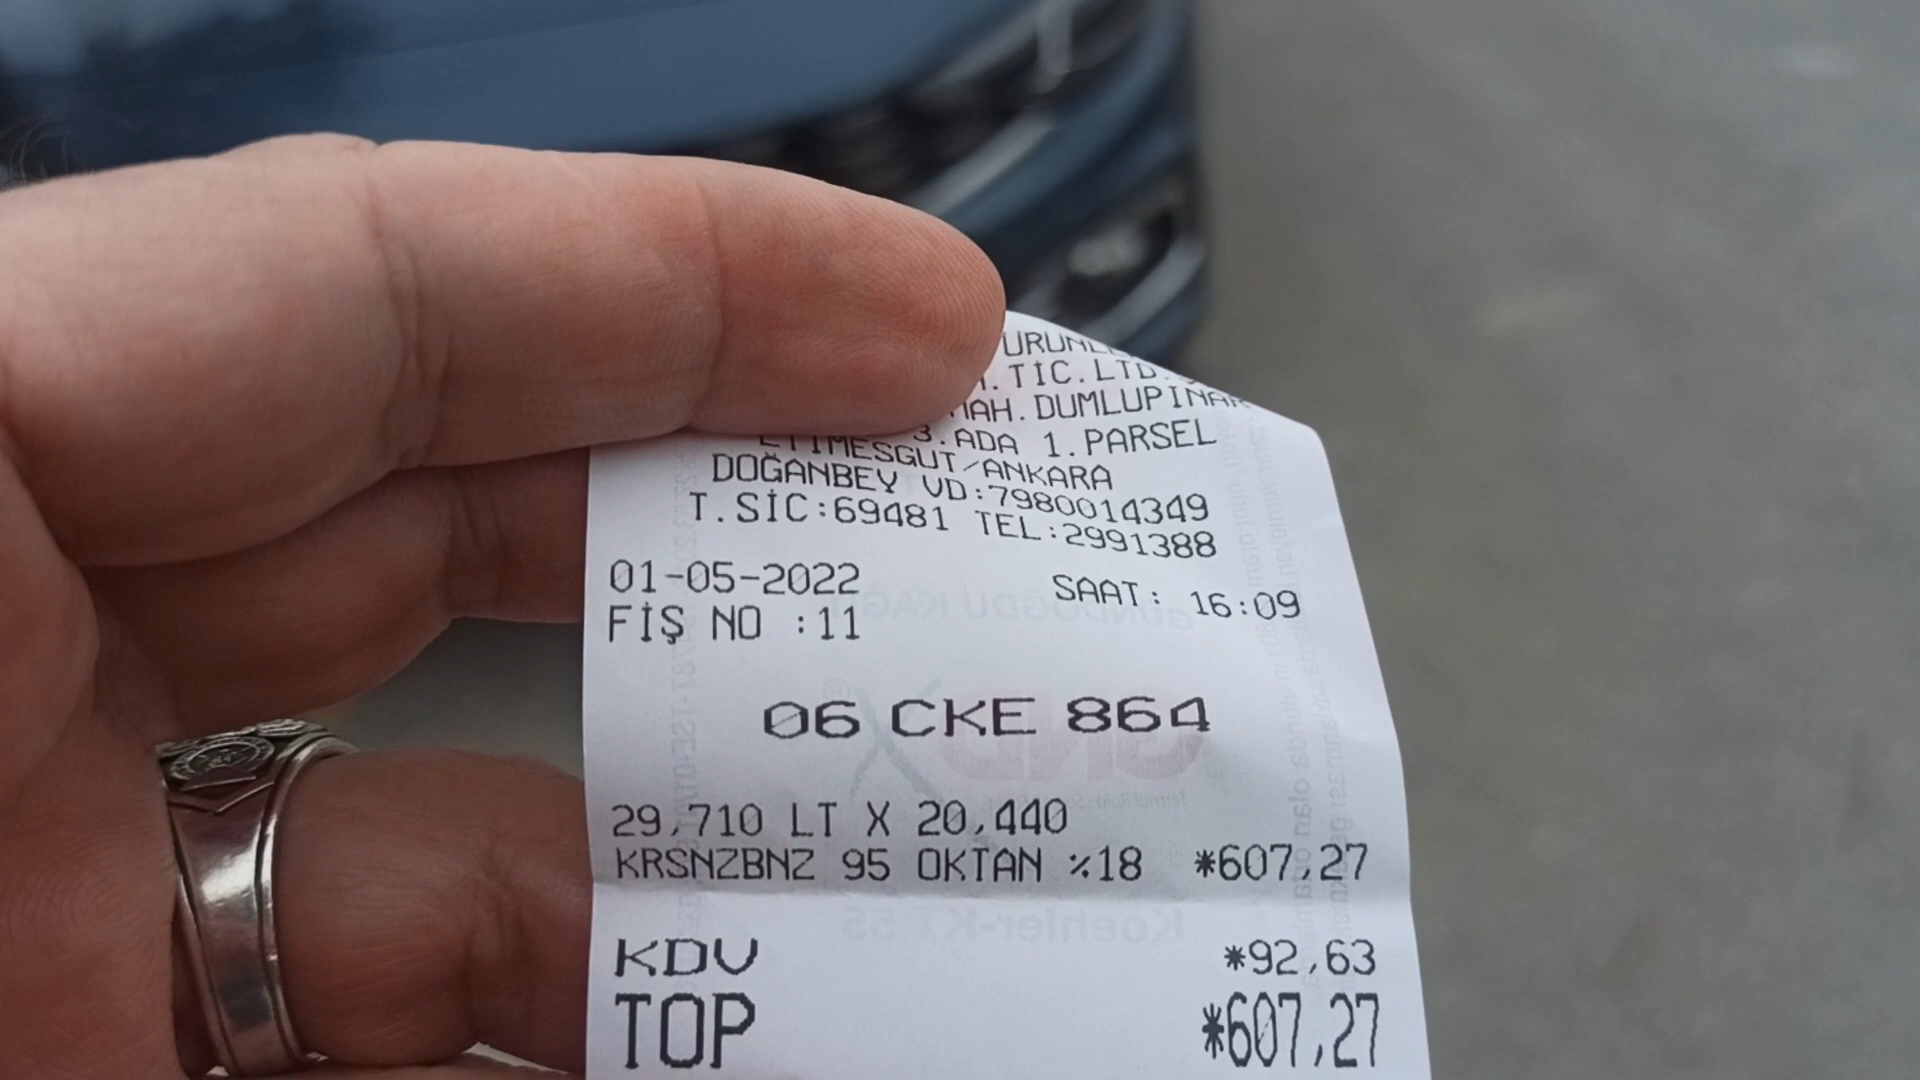 TİC.LTD.
MAH.DUMLUPINAR
3.ADA 1.PARSEL
ETİMESGUT/ANKARA
DOĞANBEY VD:7980014349
T.SİC:69481 TEL:2991388
01-05-2022 SAAT: 16:09
FİŞ NO :11
06 CKE 864
29,710 LT X 20,440
KRSNZBNZ 95 OKTAN %18 *607,27
KDV *92,63
TOP *607,27